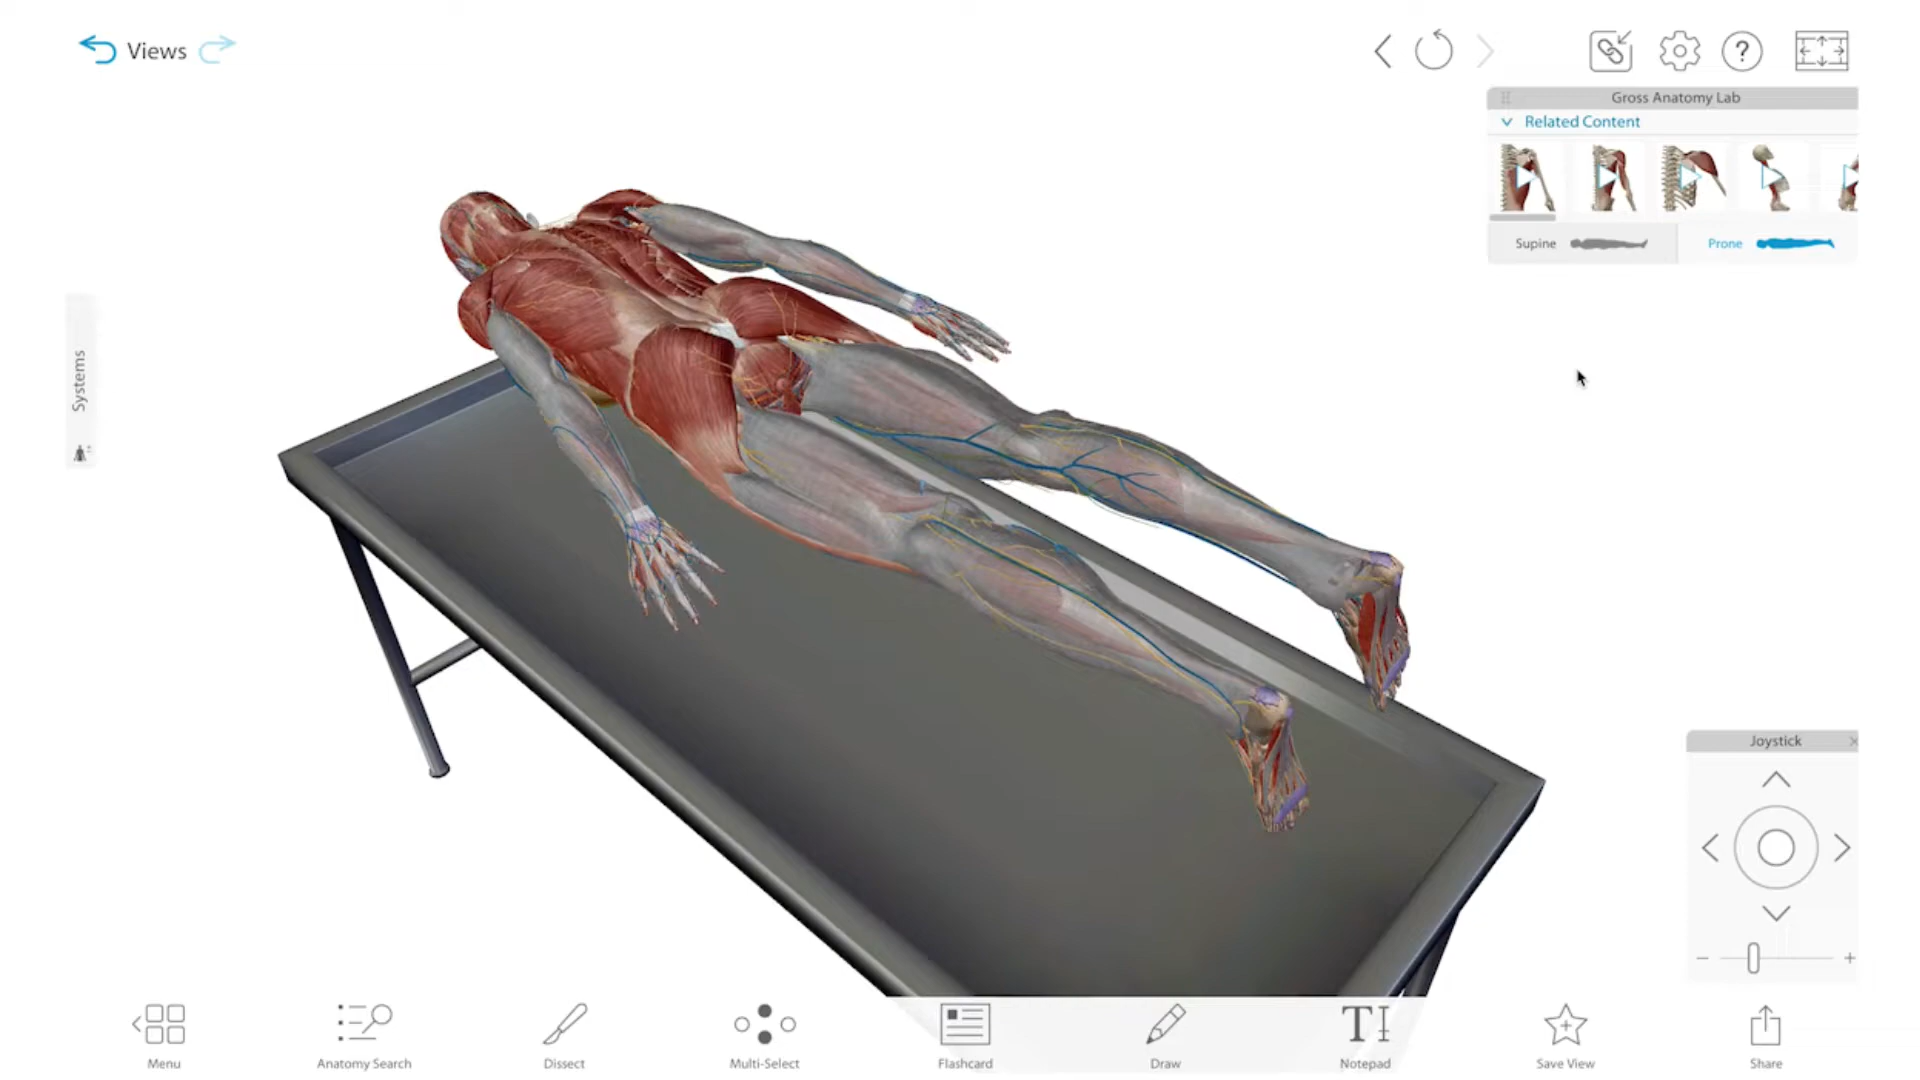 Views
?
Gross Anatomy Lab
Related Content
Supine
Prone
Systems
Joystick
Menu
Anatomy Search
Dissect
Multi-Select
Flashcard
Draw
Notepad
Save View
Share